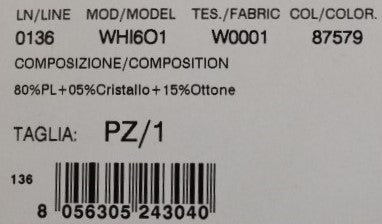 LN/LINE MOD/MODEL TES./FABRIC COL/COLOR.
0136 WHI6O1 W0001 87579
COMPOSIZIONE/COMPOSITION
80%PL+05%Cristallo+15%Ottone
TAGLIA: PZ/1
136
8 056305 243040